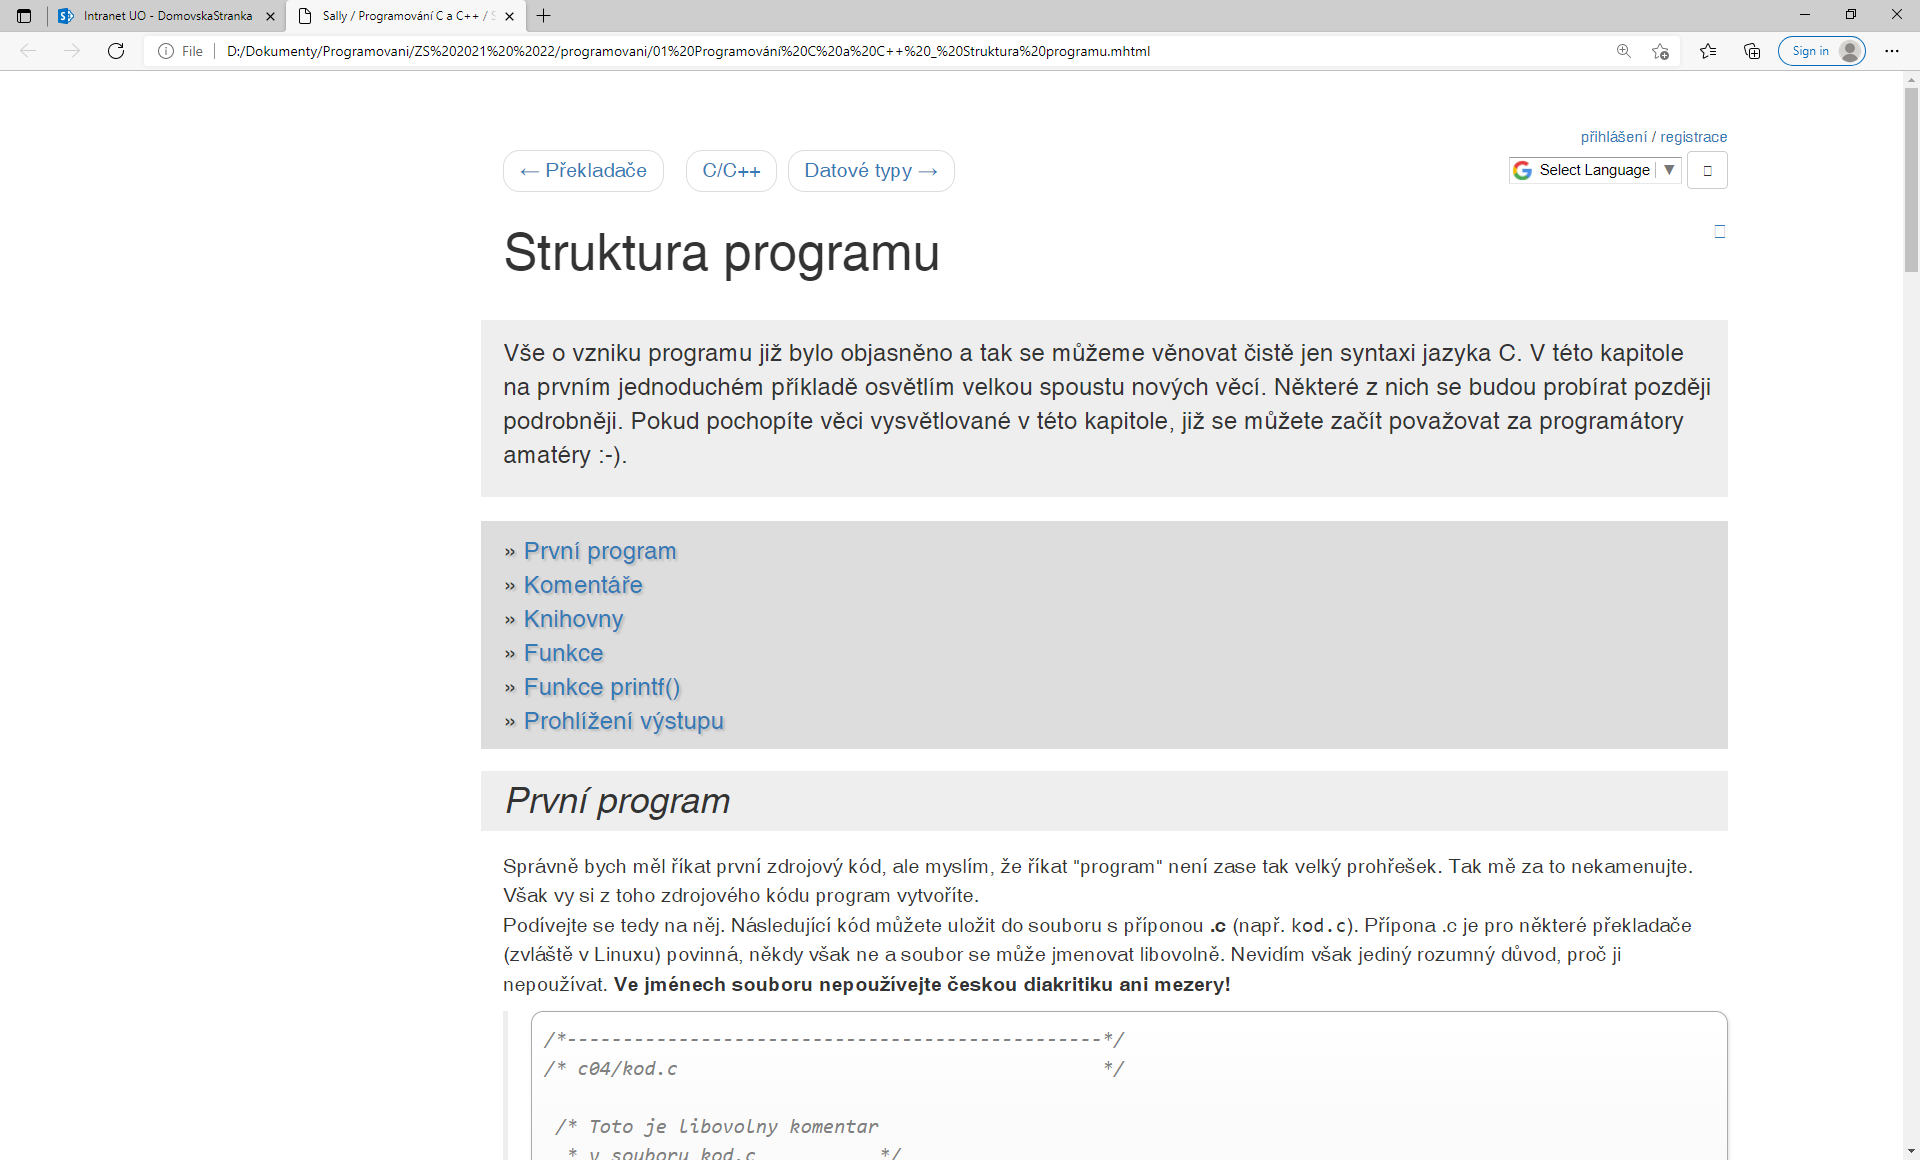 Intranet UO - DomovskaStranka
Sally / Programování C a C++ /
File
D:/Dokumenty/Programovani/ZS%202021%20%2022/programovani/01%20Programování%20C%20a%20C++%20_%20Struktura%20programu.mhtml
Sign in
přihlášení / registrace
← Překladače
C/C++
Datové typy →
Select Language ▼
Struktura programu
Vše o vzniku programu již bylo objasněno a tak se můžeme věnovat čistě jen syntaxi jazyka C. V této kapitole
na prvním jednoduchém příkladě osvětlím velkou spoustu nových věcí. Některé z nich se budou probírat později
podrobněji. Pokud pochopíte věci vysvětlované v této kapitole, již se můžete začít považovat za programátory
amatéry :-).
» První program
» Komentáře
» Knihovny
» Funkce
» Funkce printf()
» Prohlížení výstupu
První program
Správně bych měl říkat první zdrojový kód, ale myslím, že říkat "program" není zase tak velký prohřešek. Tak mě za to nekamenujte.
Však vy si z toho zdrojového kódu program vytvoříte.
Podívejte se tedy na něj. Následující kód můžete uložit do souboru s příponou .c (např. kod.c). Přípona .c je pro některé překladače
(zvláště v Linuxu) povinná, někdy však ne a soubor se může jmenovat libovolně. Nevidím však jediný rozumný důvod, proč ji
nepoužívat. Ve jménech souboru nepoužívejte českou diakritiku ani mezery!
/*------------------------------------------------*/
/* c04/kod.c                                      */
/* Toto je libovolny komentar
* v souboru kod.c           */